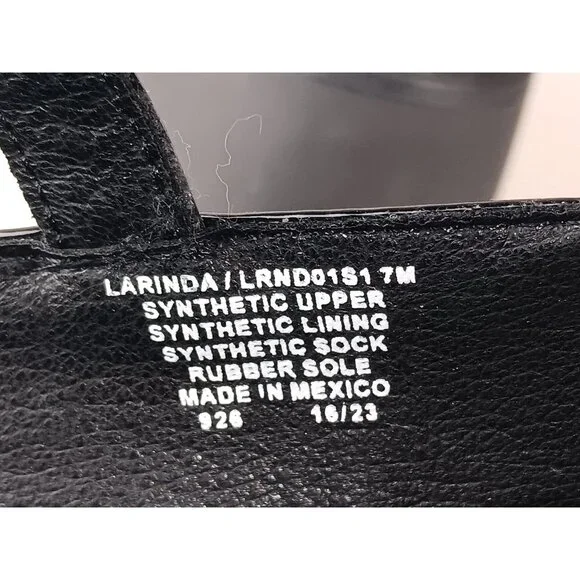 LARINDA / LRND01S1 7M
SYNTHETIC UPPER
SYNTHETIC LINING
SYNTHETIC SOCK
RUBBER SOLE
MADE IN MEXICO
926 16/23